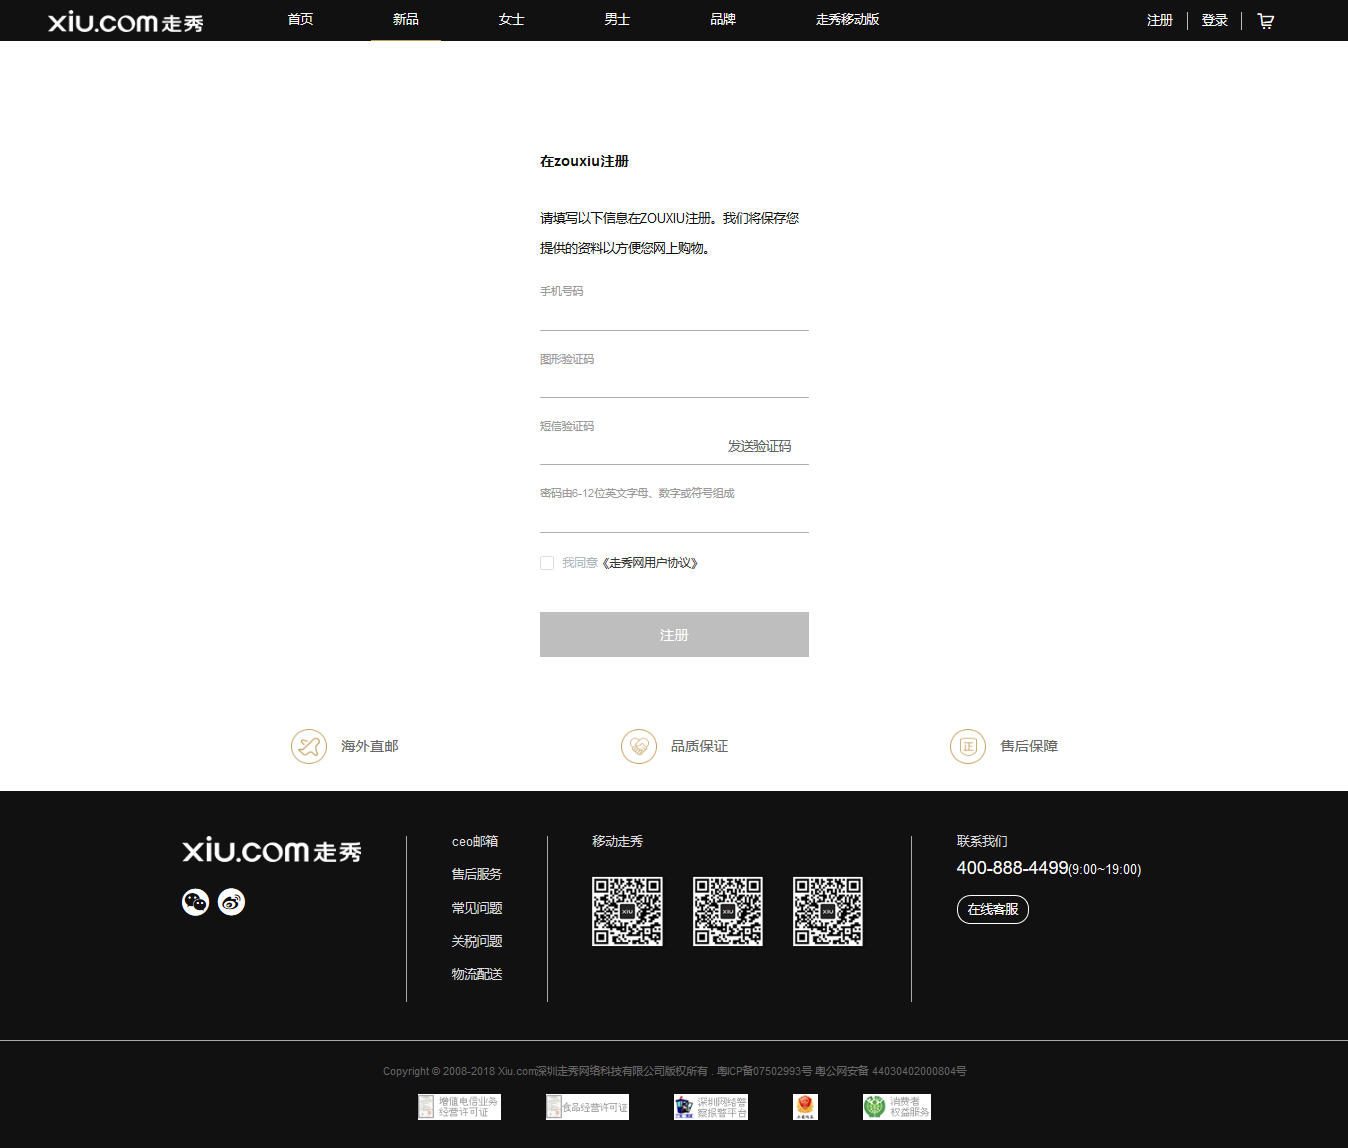 xiu.com走秀 首页 新品 女士 男士 品牌 走秀移动版 注册 登录
在zouxiu注册
请填写以下信息在ZOUXIU注册。我们将保存您
提供的资料以方便您网上购物。
手机号码
图形验证码
短信验证码
发送验证码
密码由6-12位英文字母、数字或符号组成
我同意《走秀网用户协议》
注册
海外直邮 品质保证 售后保障
xiu.com走秀
ceo邮箱
售后服务
常见问题
关税问题
物流配送
移动走秀
XIU XIU XIU
联系我们
400-888-4499(9:00~19:00)
在线客服
Copyright © 2008-2018 Xiu.com深圳走秀网络科技有限公司版权所有 . 粤ICP备07502993号 粤公网安备 44030402000804号
增值电信业务
经营许可证
食品经营许可证
深圳网络警
察报警平台
消费者
权益服务